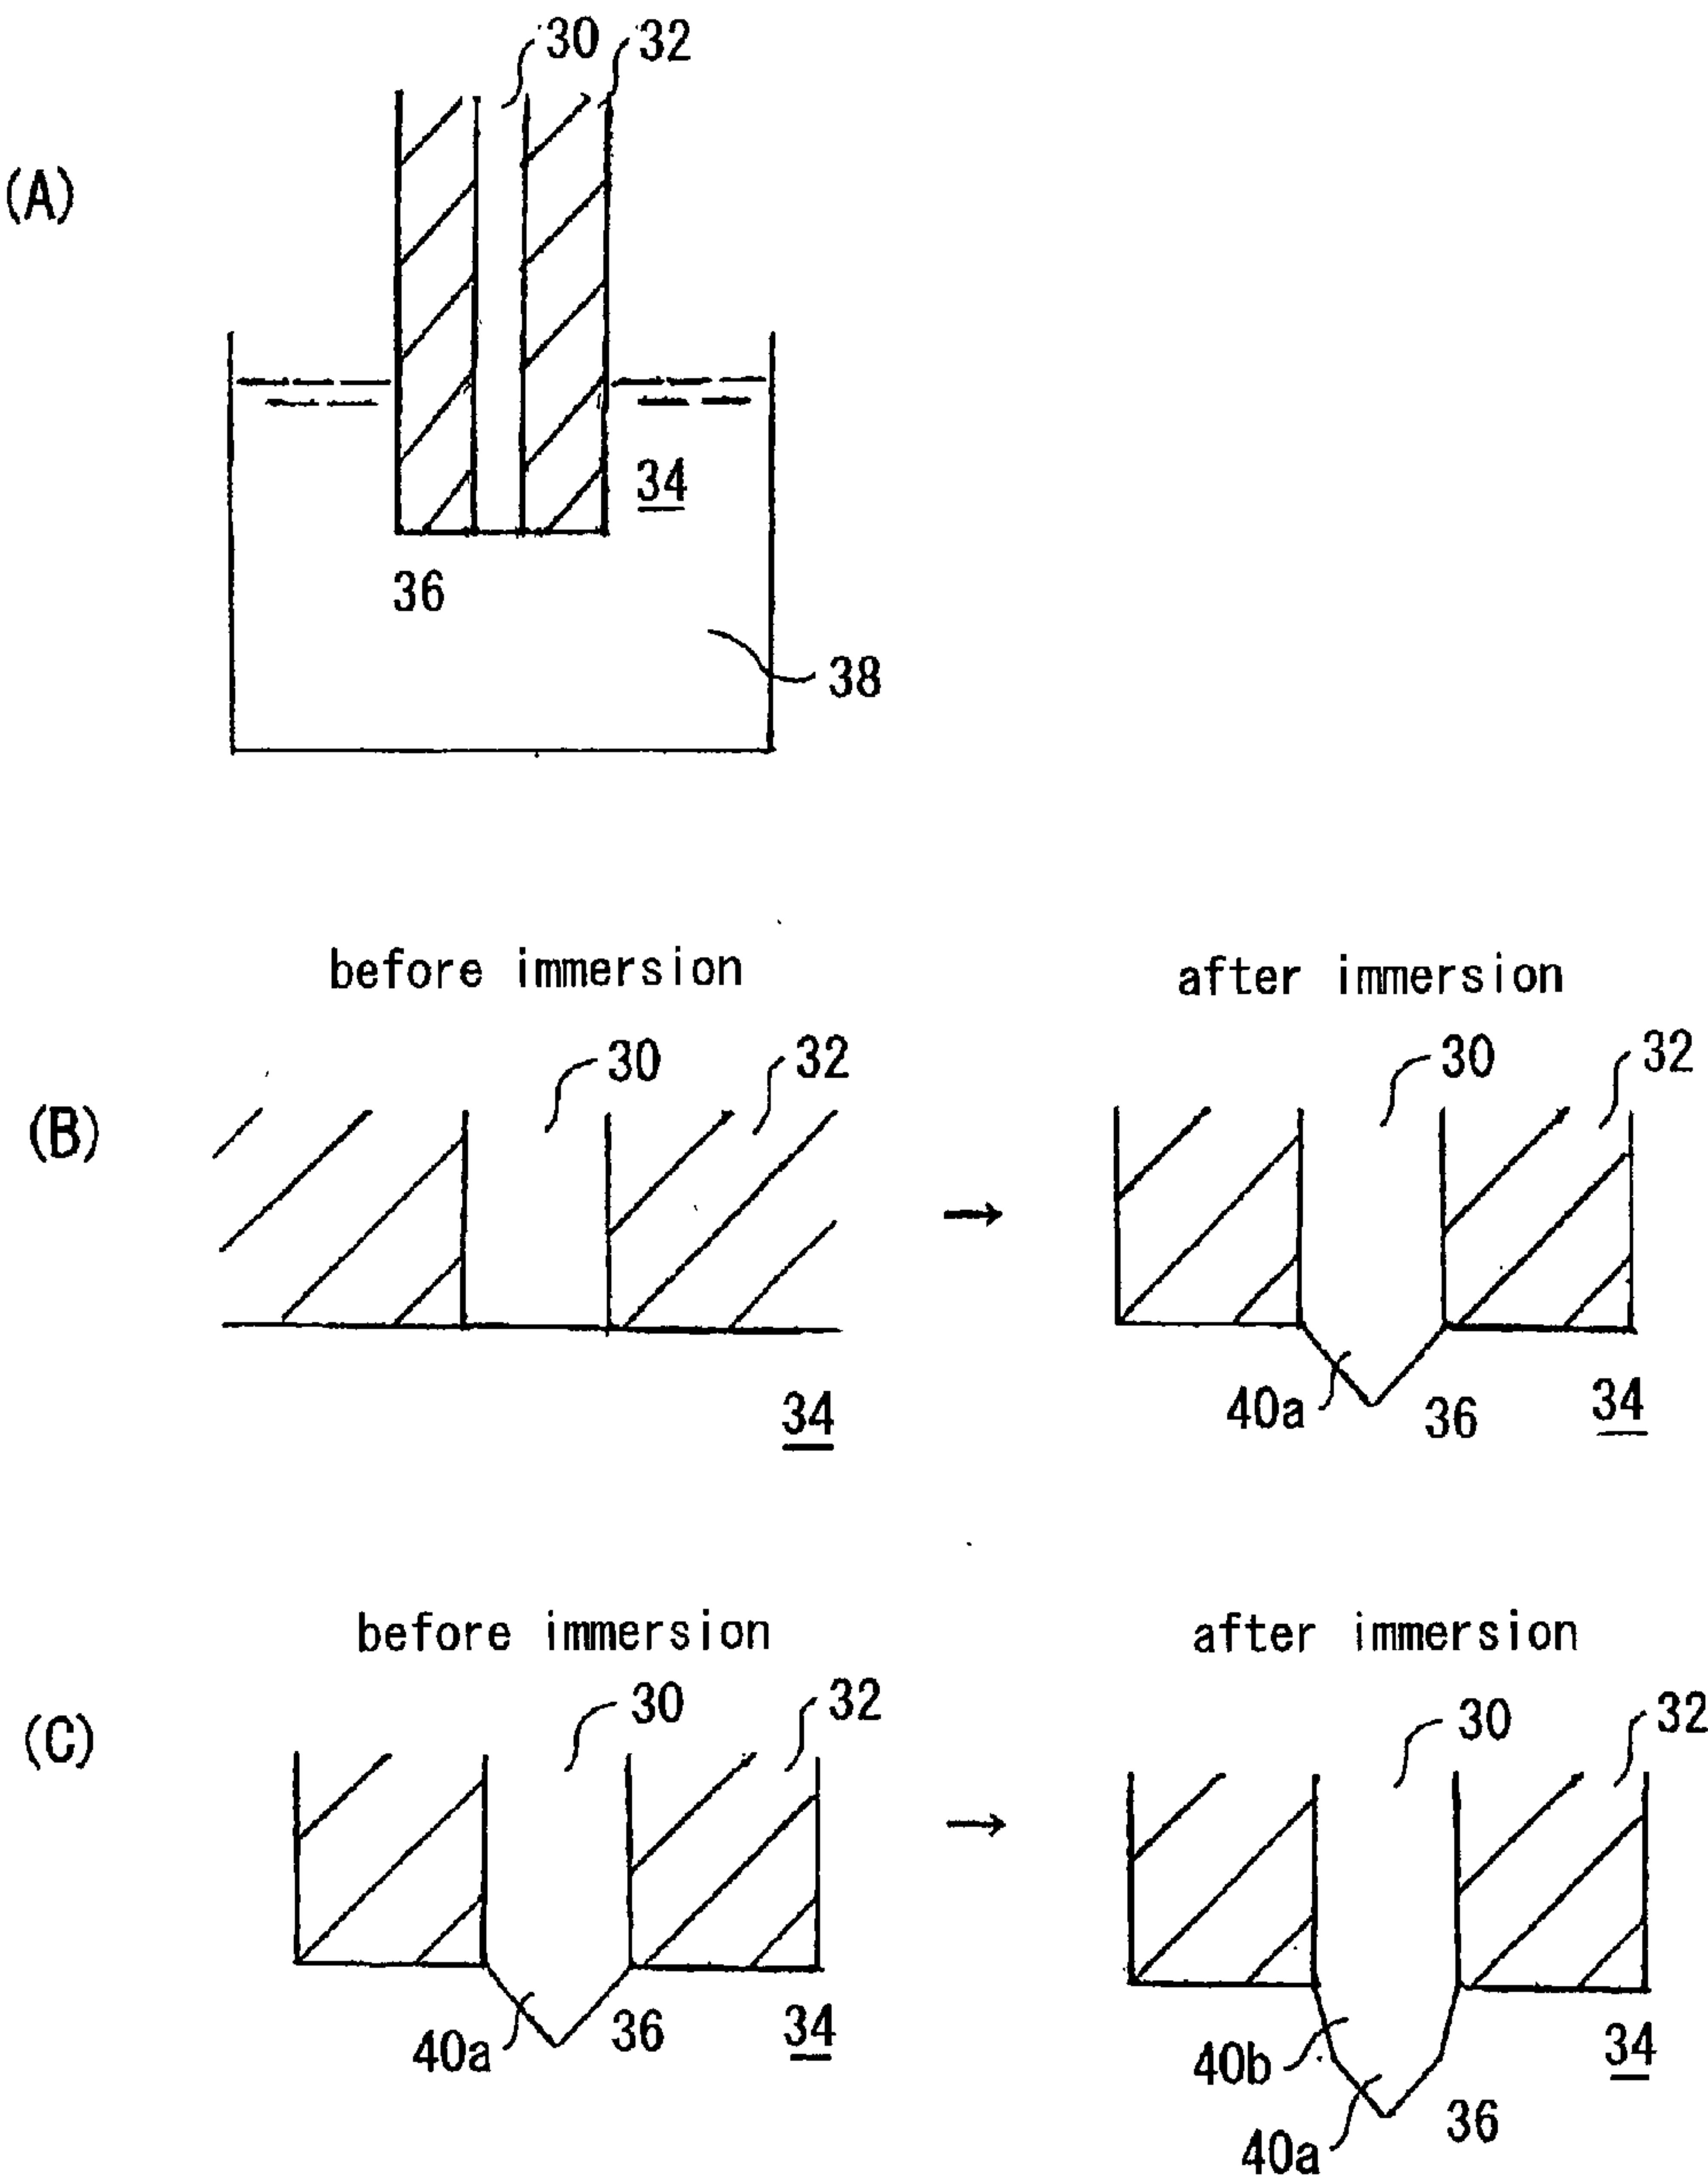 30 32
(A)
34
36
38
before immersion after immersion
30 32 30 32
(B)
→
34 40a 36 34
before immersion after immersion
30 32 30 32
(C)
→
40a 36 34 40b 34
40a 36